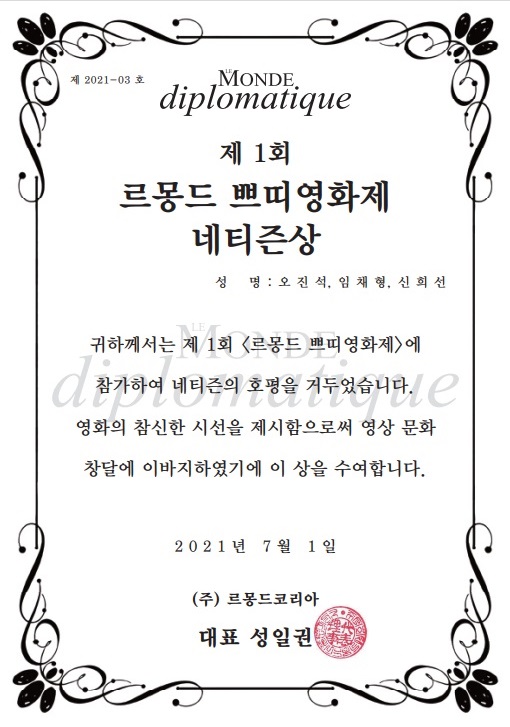 제 2021-03 호
LE MONDE
diplomatique
제 1회
르몽드 쁘띠영화제
네티즌상
성 명 : 오진석, 임채형, 신희선
LE MONDE
diplomatique
귀하께서는 제 1회 <르몽드 쁘띠영화제>에
참가하여 네티즌의 호평을 거두었습니다.
영화의 참신한 시선을 제시함으로써 영상 문화
창달에 이바지하였기에 이 상을 수여합니다.
2021년 7월 1일
(주) 르몽드코리아
대표 성일권